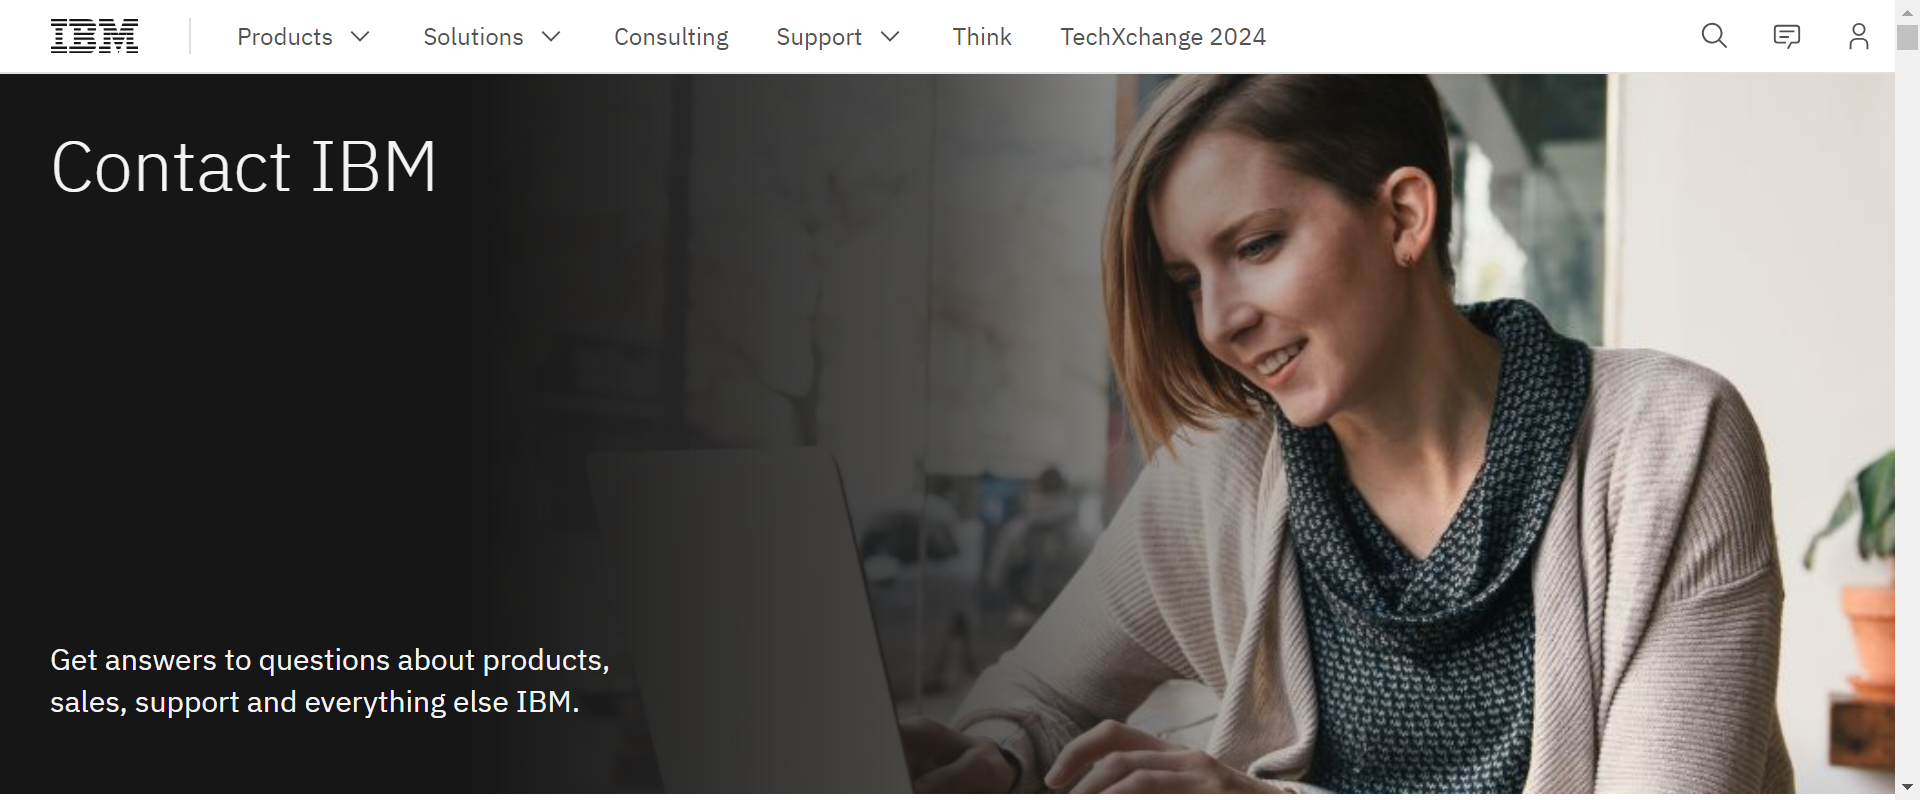 IBM
Products
Solutions
Consulting
Support
Think
TechXchange 2024
Contact IBM
Get answers to questions about products,
sales, support and everything else IBM.